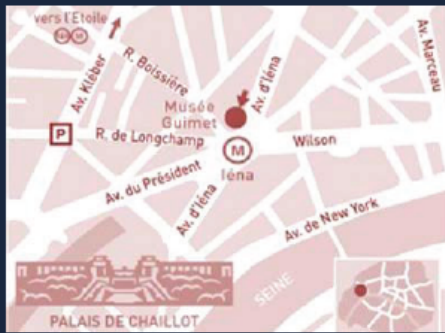 vers l'Etoile
Av. Kléber
R. Boissière
Av. d'Iéna
Av. Marceau
Musée
Guimet
P
R. de Longchamp
M
Wilson
Iéna
Av. du Président
Av. d'Iéna
Av. de New York
SEINE
PALAIS DE CHAILLOT